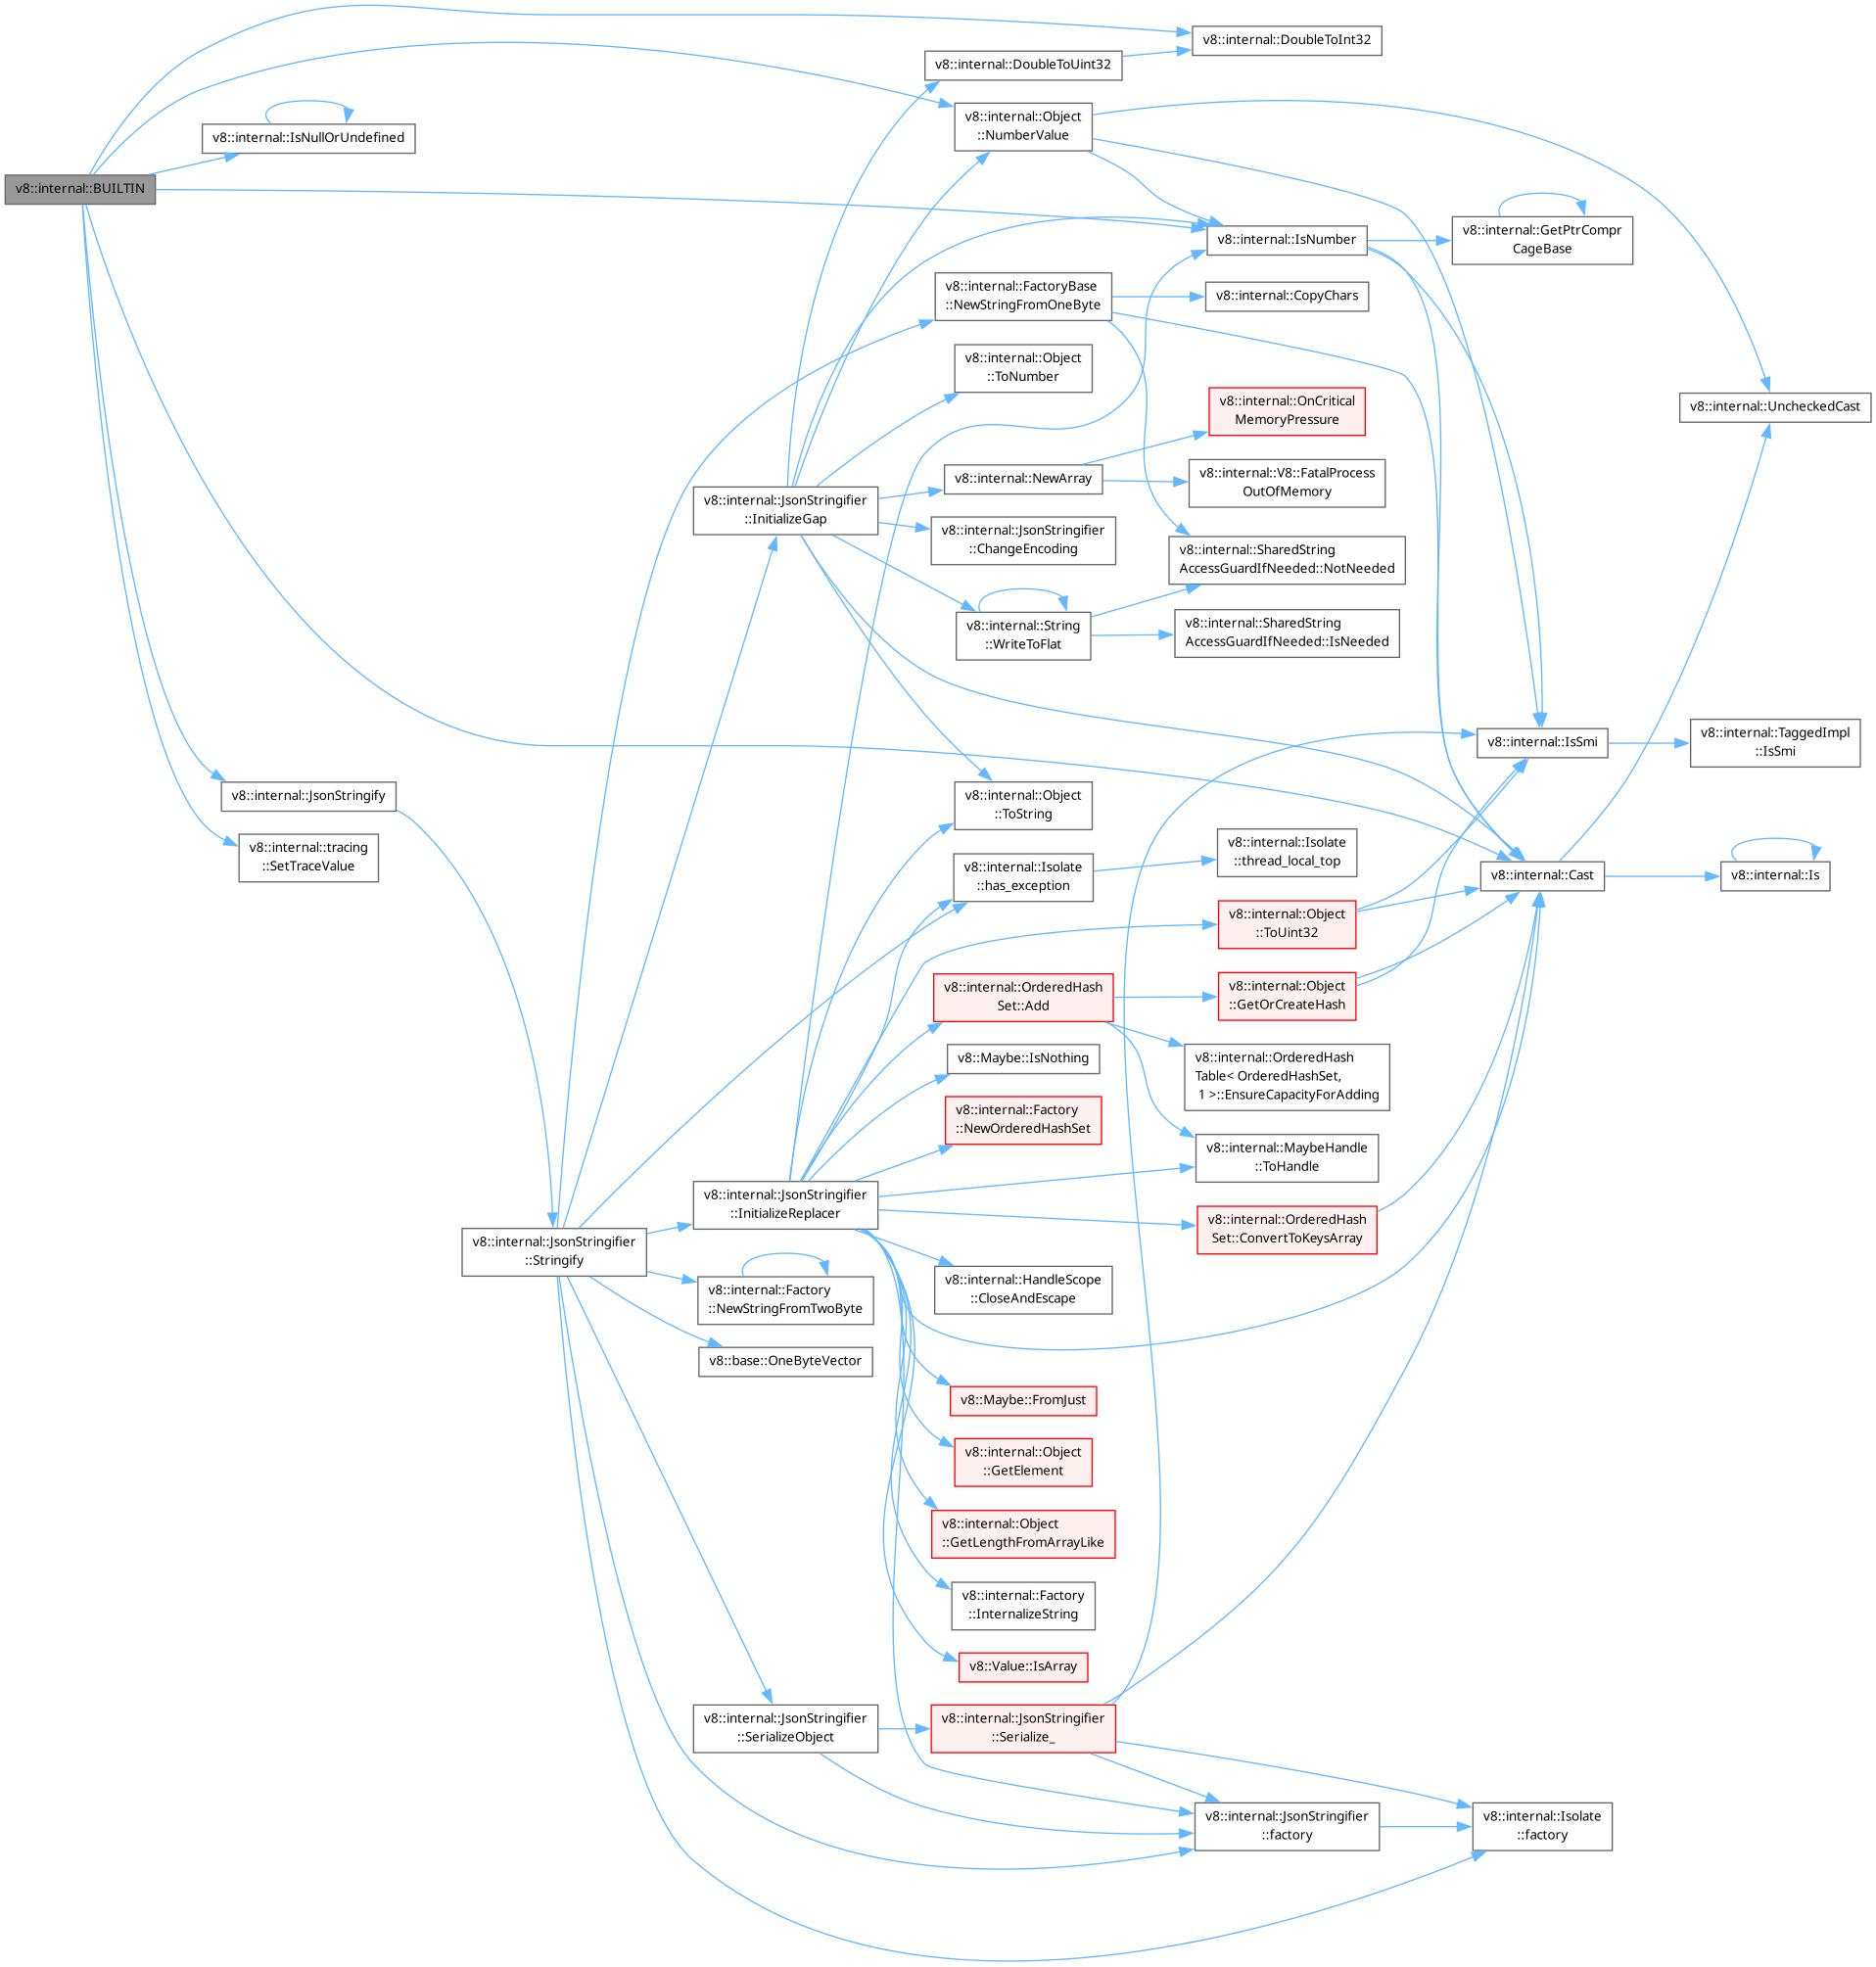 v8::internal::BUILTIN
v8::internal::IsNullOrUndefined
v8::internal::JsonStringify
v8::internal::tracing
::SetTraceValue
v8::internal::JsonStringifier
::Stringify
v8::internal::JsonStringifier
::InitializeGap
v8::internal::JsonStringifier
::InitializeReplacer
v8::internal::Factory
::NewStringFromTwoByte
v8::base::OneByteVector
v8::internal::JsonStringifier
::SerializeObject
v8::internal::DoubleToUint32
v8::internal::Object
::NumberValue
v8::internal::FactoryBase
::NewStringFromOneByte
v8::internal::Object
::ToNumber
v8::internal::NewArray
v8::internal::JsonStringifier
::ChangeEncoding
v8::internal::String
::WriteToFlat
v8::internal::Object
::ToString
v8::internal::Isolate
::has_exception
v8::internal::OrderedHash
Set::Add
v8::Maybe::IsNothing
v8::internal::Factory
::NewOrderedHashSet
v8::internal::HandleScope
::CloseAndEscape
v8::Maybe::FromJust
v8::internal::Object
::GetElement
v8::internal::Object
::GetLengthFromArrayLike
v8::internal::Factory
::InternalizeString
v8::Value::IsArray
v8::internal::JsonStringifier
::Serialize_
v8::internal::DoubleToInt32
v8::internal::IsNumber
v8::internal::CopyChars
v8::internal::OnCritical
MemoryPressure
v8::internal::V8::FatalProcess
OutOfMemory
v8::internal::SharedString
AccessGuardIfNeeded::NotNeeded
v8::internal::SharedString
AccessGuardIfNeeded::IsNeeded
v8::internal::Isolate
::thread_local_top
v8::internal::Object
::ToUint32
v8::internal::Object
::GetOrCreateHash
v8::internal::OrderedHash
Table< OrderedHashSet,
1 >::EnsureCapacityForAdding
v8::internal::MaybeHandle
::ToHandle
v8::internal::OrderedHash
Set::ConvertToKeysArray
v8::internal::JsonStringifier
::factory
v8::internal::GetPtrCompr
CageBase
v8::internal::IsSmi
v8::internal::Cast
v8::internal::Isolate
::factory
v8::internal::UncheckedCast
v8::internal::TaggedImpl
::IsSmi
v8::internal::Is